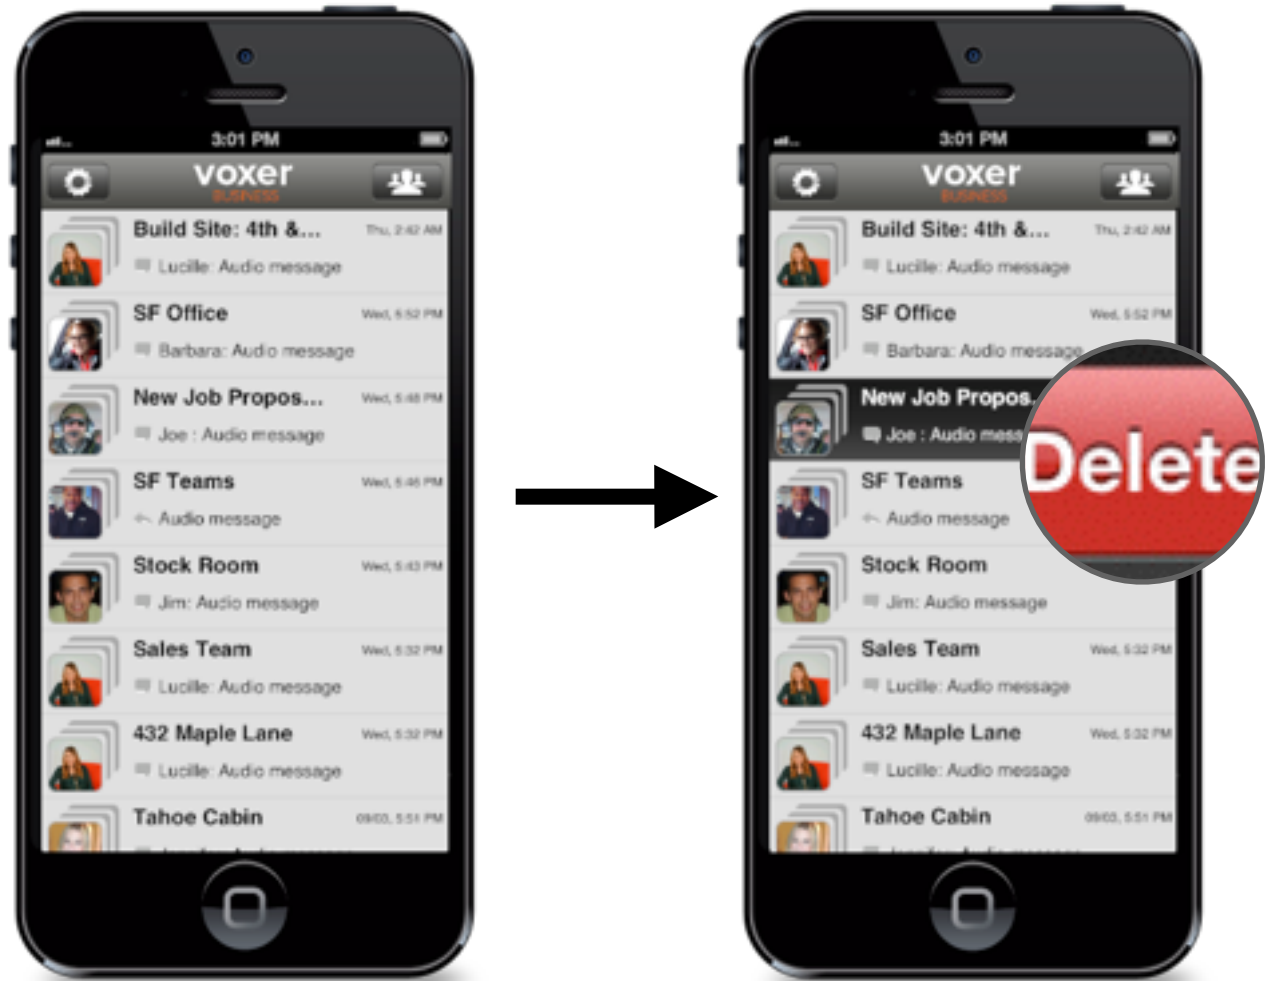 3:01 PM
voxer
BUSINESS
Build Site: 4th &...
Thu, 2:42 AM
Lucille: Audio message
SF Office
Wed, 5:52 PM
Barbara: Audio message
New Job Propos...
Wed, 5:48 PM
Joe : Audio message
SF Teams
Wed, 5:46 PM
Audio message
Stock Room
Wed, 5:43 PM
Jim: Audio message
Sales Team
Wed, 5:32 PM
Lucille: Audio message
432 Maple Lane
Wed, 5:32 PM
Lucille: Audio message
Tahoe Cabin
09/03, 5:51 PM
3:01 PM
voxer
BUSINESS
Build Site: 4th &...
Thu, 2:42 AM
Lucille: Audio message
SF Office
Wed, 5:52 PM
Barbara: Audio message
New Job Propos.
Joe : Audio mess
Delete
SF Teams
Audio message
Stock Room
Jim: Audio message
Sales Team
Wed, 5:32 PM
Lucille: Audio message
432 Maple Lane
Wed, 5:32 PM
Lucille: Audio message
Tahoe Cabin
09/03, 5:51 PM